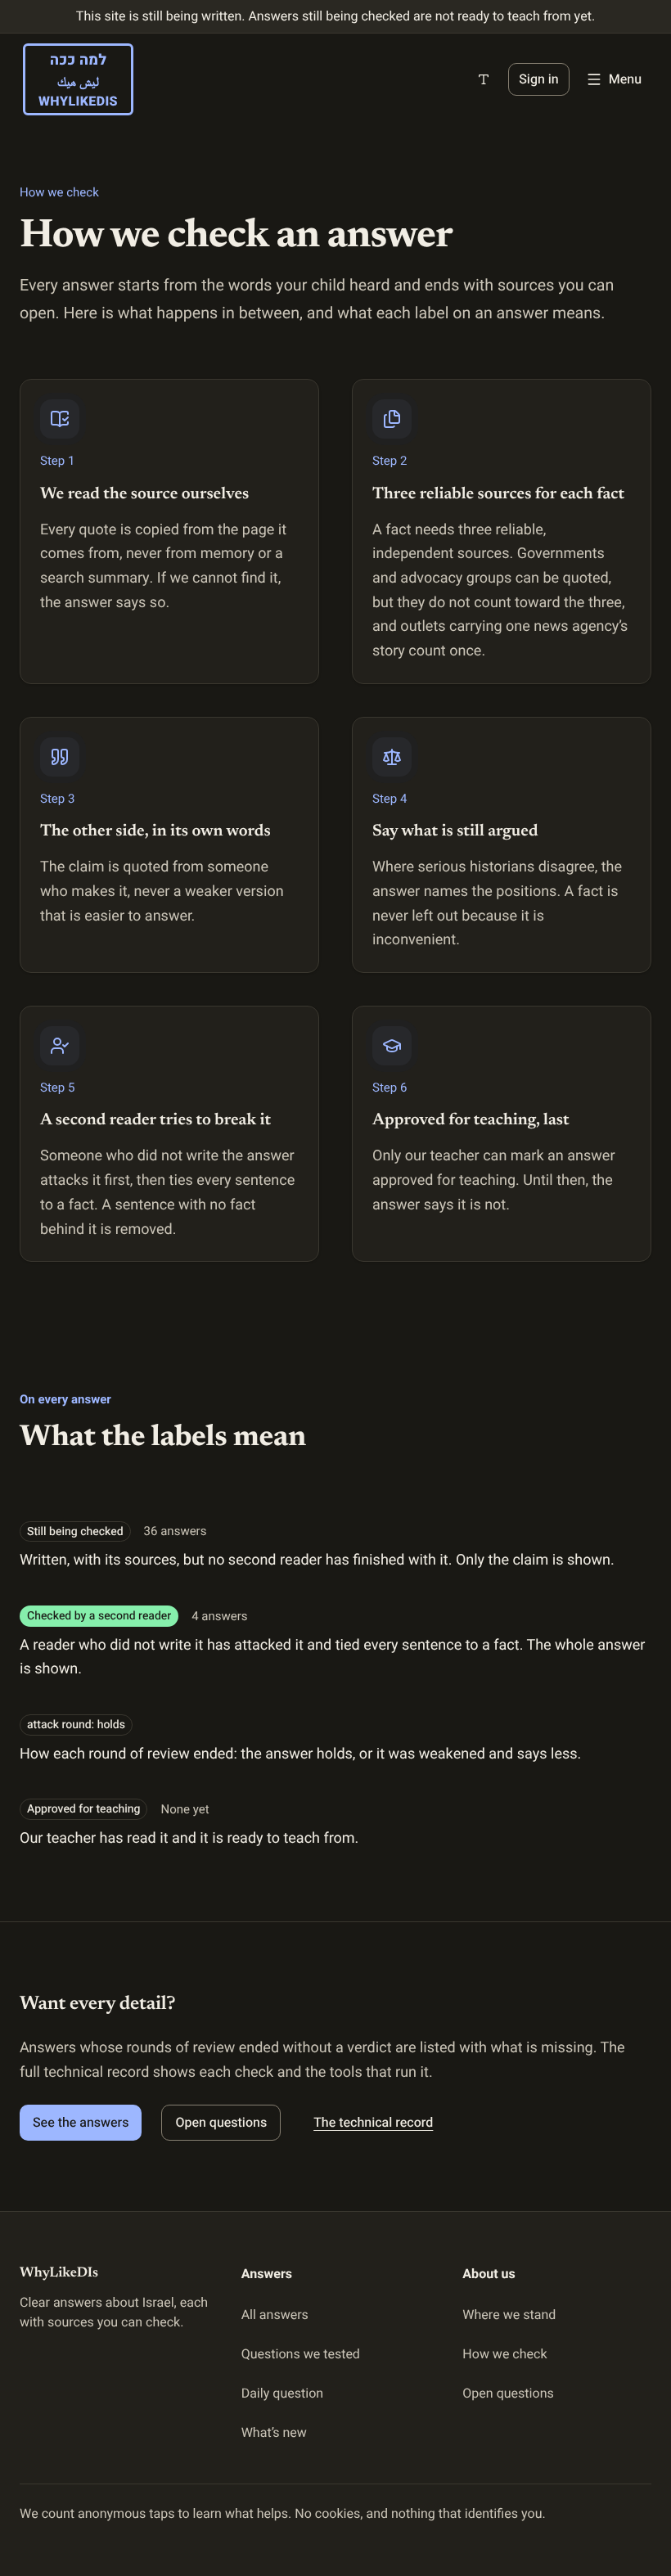 This site is still being written. Answers still being checked are not ready to teach from yet.
למה ככה
ليش هيك
WHYLIKEDIS
T
Sign in
Menu
How we check
How we check an answer
Every answer starts from the words your child heard and ends with sources you can
open. Here is what happens in between, and what each label on an answer means.
Step 1
We read the source ourselves
Every quote is copied from the page it
comes from, never from memory or a
search summary. If we cannot find it,
the answer says so.
Step 2
Three reliable sources for each fact
A fact needs three reliable,
independent sources. Governments
and advocacy groups can be quoted,
but they do not count toward the three,
and outlets carrying one news agency’s
story count once.
Step 3
The other side, in its own words
The claim is quoted from someone
who makes it, never a weaker version
that is easier to answer.
Step 4
Say what is still argued
Where serious historians disagree, the
answer names the positions. A fact is
never left out because it is
inconvenient.
Step 5
A second reader tries to break it
Someone who did not write the answer
attacks it first, then ties every sentence
to a fact. A sentence with no fact
behind it is removed.
Step 6
Approved for teaching, last
Only our teacher can mark an answer
approved for teaching. Until then, the
answer says it is not.
On every answer
What the labels mean
Still being checked 36 answers
Written, with its sources, but no second reader has finished with it. Only the claim is shown.
Checked by a second reader 4 answers
A reader who did not write it has attacked it and tied every sentence to a fact. The whole answer
is shown.
attack round: holds
How each round of review ended: the answer holds, or it was weakened and says less.
Approved for teaching None yet
Our teacher has read it and it is ready to teach from.
Want every detail?
Answers whose rounds of review ended without a verdict are listed with what is missing. The
full technical record shows each check and the tools that run it.
See the answers
Open questions
The technical record
WhyLikeDIs
Clear answers about Israel, each
with sources you can check.
Answers
All answers
Questions we tested
Daily question
What’s new
About us
Where we stand
How we check
Open questions
We count anonymous taps to learn what helps. No cookies, and nothing that identifies you.